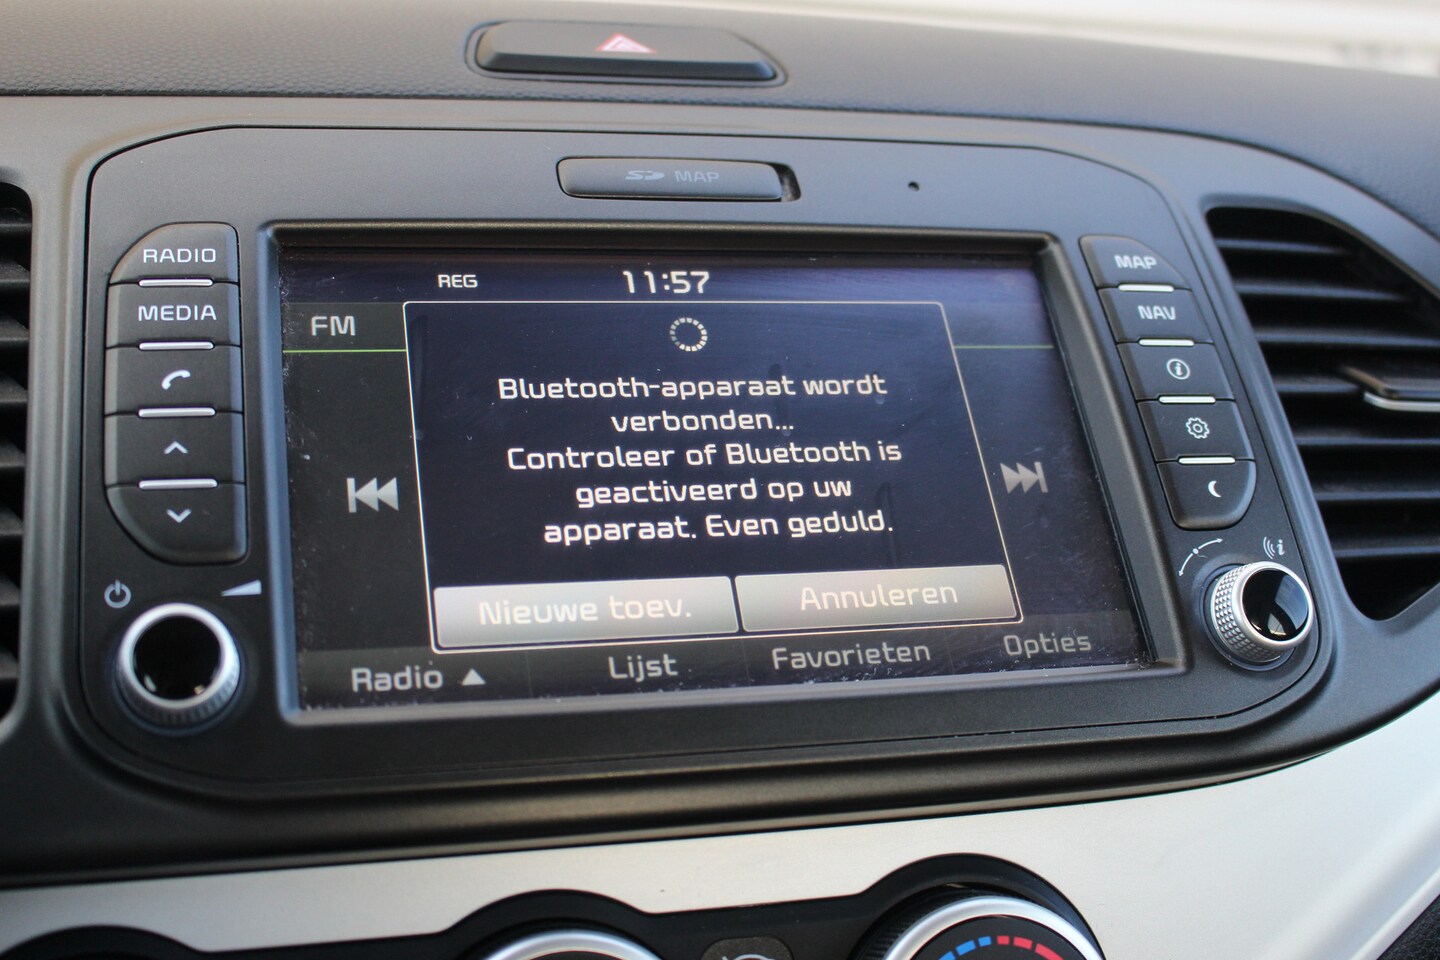 SD MAP
RADIO
MEDIA
MAP
NAV
REG
11:57
FM
Bluetooth-apparaat wordt
verbonden...
Controleer of Bluetooth is
geactiveerd op uw
apparaat. Even geduld.
Nieuwe toev.
Annuleren
Radio ▲
Lijst
Favorieten
Opties